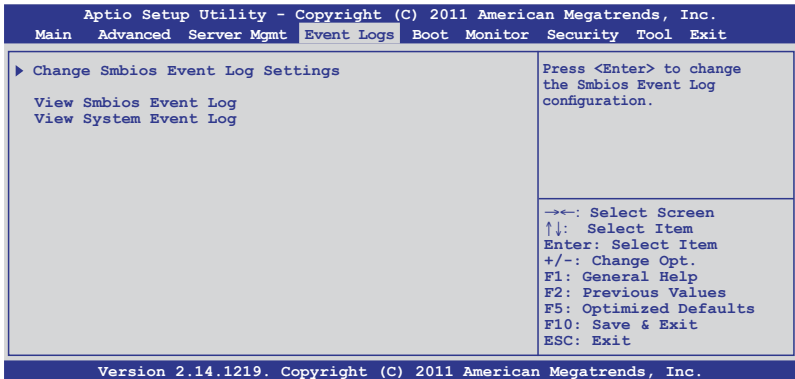 Aptio Setup Utility - Copyright (C) 2011 American Megatrends, Inc.
Main Advanced Server Mgmt Event Logs Boot Monitor Security Tool Exit
Change Smbios Event Log Settings
View Smbios Event Log
View System Event Log
Press <Enter> to change
the Smbios Event Log
configuration.
→←: Select Screen
↑↓: Select Item
Enter: Select Item
+/-: Change Opt.
F1: General Help
F2: Previous Values
F5: Optimized Defaults
F10: Save & Exit
ESC: Exit
Version 2.14.1219. Copyright (C) 2011 American Megatrends, Inc.